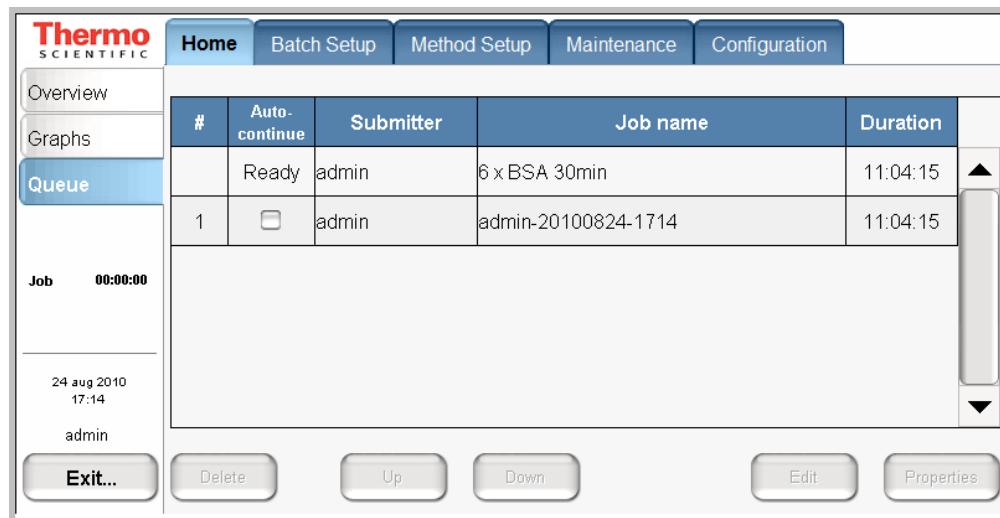 Thermo
SCIENTIFIC
Home Batch Setup Method Setup Maintenance Configuration
Overview
Graphs
Queue
# Auto-continue Submitter Job name Duration
Ready admin 6 x BSA 30min 11:04:15
1 admin admin-20100824-1714 11:04:15
Job 00:00:00
24 aug 2010
17:14
admin
Exit... Delete Up Down Edit Properties